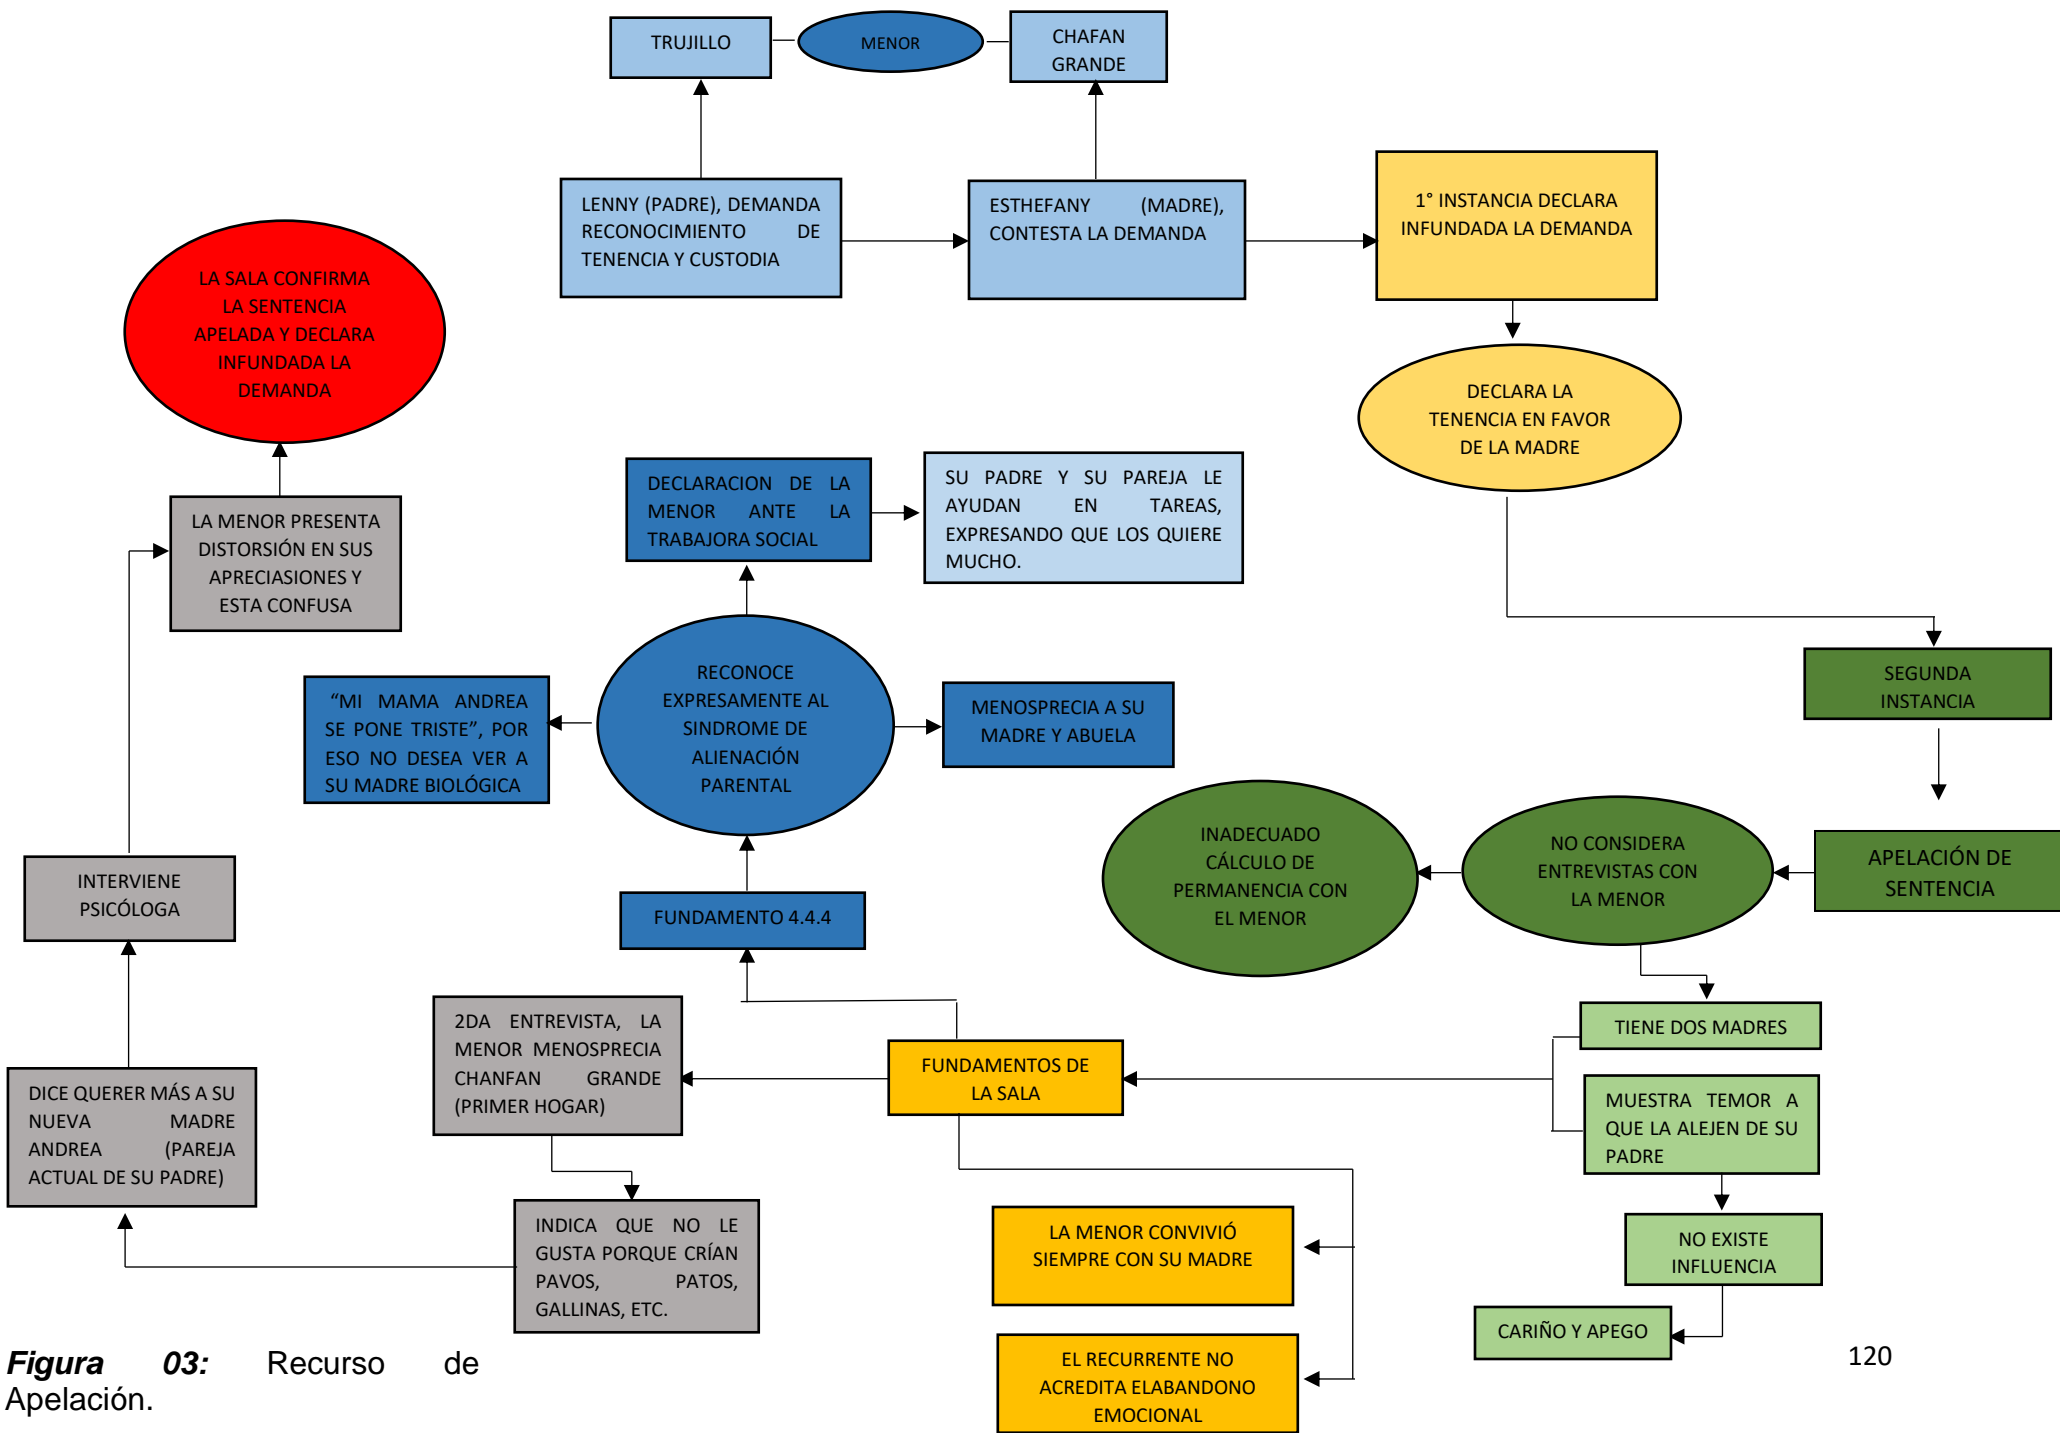 TRUJILLO
MENOR
CHAFAN
GRANDE
LENNY (PADRE), DEMANDA
RECONOCIMIENTO DE
TENENCIA Y CUSTODIA
ESTHEFANY (MADRE),
CONTESTA LA DEMANDA
1° INSTANCIA DECLARA
INFUNDADA LA DEMANDA
LA SALA CONFIRMA
LA SENTENCIA
APELADA Y DECLARA
INFUNDADA LA
DEMANDA
DECLARA LA
TENENCIA EN FAVOR
DE LA MADRE
DECLARACION DE LA
MENOR ANTE LA
TRABAJORA SOCIAL
SU PADRE Y SU PAREJA LE
AYUDAN EN TAREAS,
EXPRESANDO QUE LOS QUIERE
MUCHO.
LA MENOR PRESENTA
DISTORSIÓN EN SUS
APRECIASIONES Y
ESTA CONFUSA
RECONOCE
EXPRESAMENTE AL
SINDROME DE
ALIENACIÓN
PARENTAL
SEGUNDA
INSTANCIA
“MI MAMA ANDREA
SE PONE TRISTE”, POR
ESO NO DESEA VER A
SU MADRE BIOLÓGICA
MENOSPRECIA A SU
MADRE Y ABUELA
INADECUADO
CÁLCULO DE
PERMANENCIA CON
EL MENOR
NO CONSIDERA
ENTREVISTAS CON
LA MENOR
APELACIÓN DE
SENTENCIA
INTERVIENE
PSICÓLOGA
FUNDAMENTO 4.4.4
2DA ENTREVISTA, LA
MENOR MENOSPRECIA
CHANFAN GRANDE
(PRIMER HOGAR)
FUNDAMENTOS DE
LA SALA
TIENE DOS MADRES
DICE QUERER MÁS A SU
NUEVA MADRE
ANDREA (PAREJA
ACTUAL DE SU PADRE)
MUESTRA TEMOR A
QUE LA ALEJEN DE SU
PADRE
INDICA QUE NO LE
GUSTA PORQUE CRÍAN
PAVOS, PATOS,
GALLINAS, ETC.
LA MENOR CONVIVIÓ
SIEMPRE CON SU MADRE
NO EXISTE
INFLUENCIA
CARIÑO Y APEGO
EL RECURRENTE NO
ACREDITA ELABANDONO
EMOCIONAL
Figura 03: Recurso de
Apelación.
120